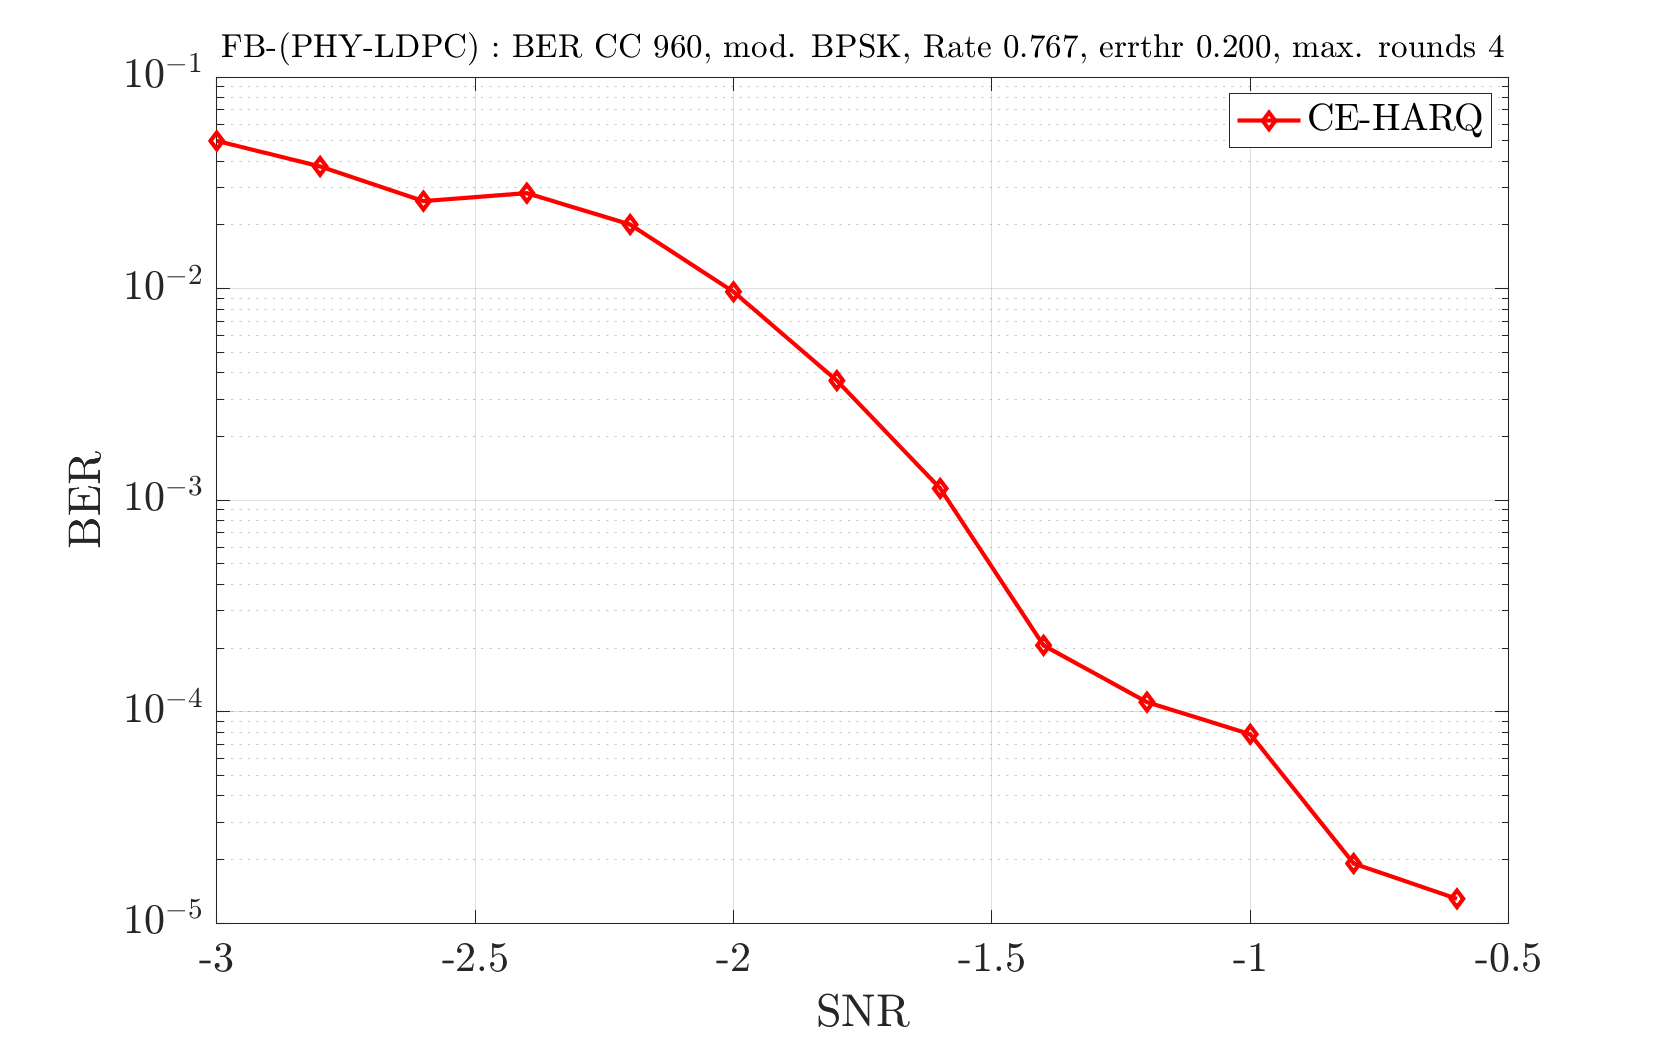 FB-(PHY-LDPC) : BER CC 960, mod. BPSK, Rate 0.767, errthr 0.200, max. rounds 4
CE-HARQ
10^{-1}
10^{-2}
10^{-3}
10^{-4}
10^{-5}
BER
-3 -2.5 -2 -1.5 -1 -0.5
SNR